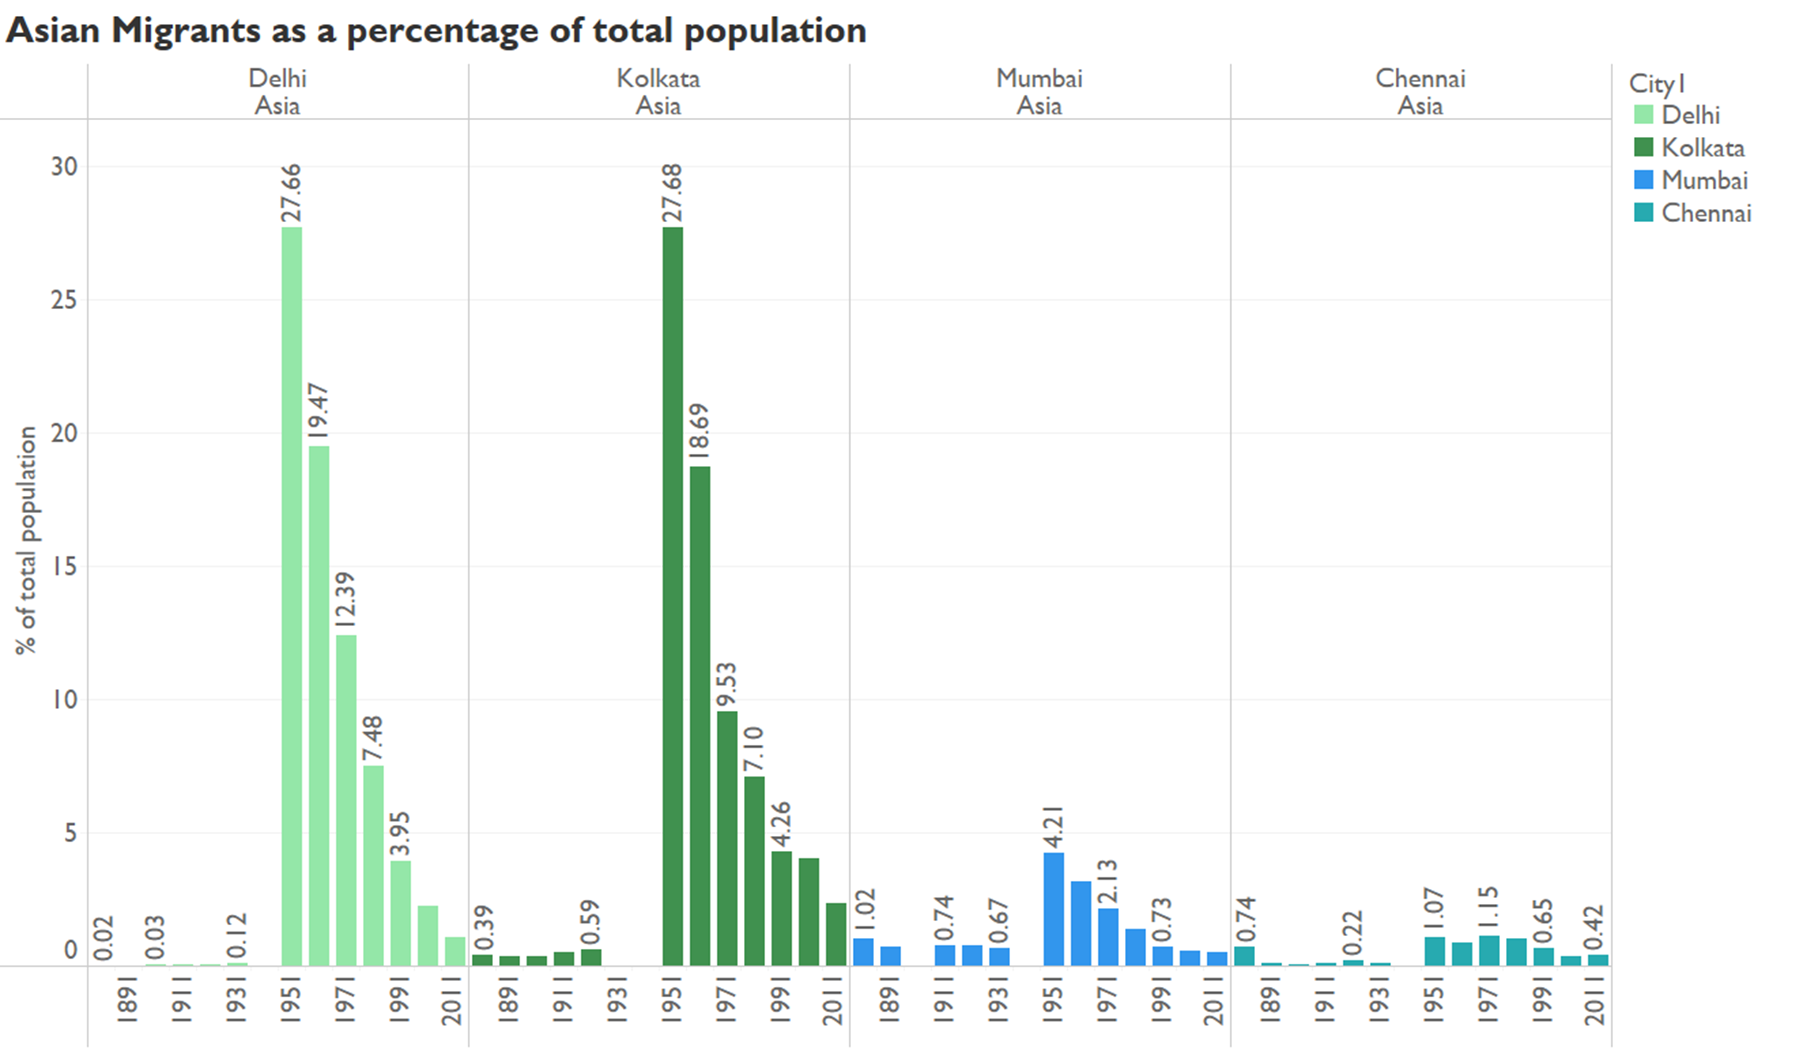 Asian Migrants as a percentage of total population
Delhi
Asia
Kolkata
Asia
Mumbai
Asia
Chennai
Asia
City1
Delhi
Kolkata
Mumbai
Chennai
% of total population
30
25
20
15
10
5
0
0.02
0.03
0.12
27.66
19.47
12.39
7.48
3.95
0.39
0.59
27.68
18.69
9.53
7.10
4.26
1.02
0.74
0.67
4.21
2.13
0.73
0.74
0.22
1.07
1.15
0.65
0.42
1891 1911 1931 1951 1971 1991 2011 1891 1911 1931 1951 1971 1991 2011 1891 1911 1931 1951 1971 1991 2011 1891 1911 1931 1951 1971 1991 2011